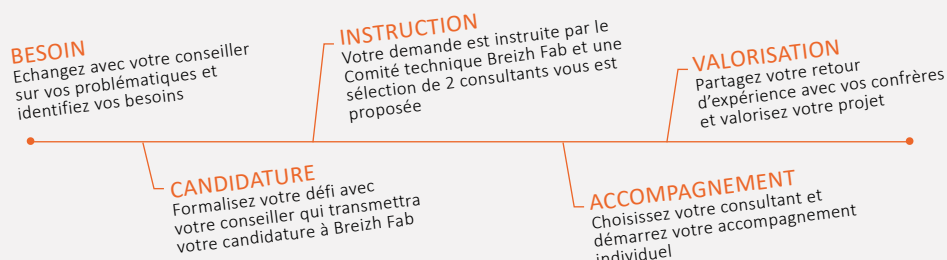 BESOIN
Echangez avec votre conseiller
sur vos problématiques et
identifiez vos besoins
CANDIDATURE
Formalisez votre défi avec
votre conseiller qui transmettra
votre candidature à Breizh Fab
INSTRUCTION
Votre demande est instruite par le
Comité technique Breizh Fab et une
sélection de 2 consultants vous est
proposée
ACCOMPAGNEMENT
Choisissez votre consultant et
démarrez votre accompagnement
individuel
VALORISATION
Partagez votre retour
d’expérience avec vos confrères
et valorisez votre projet